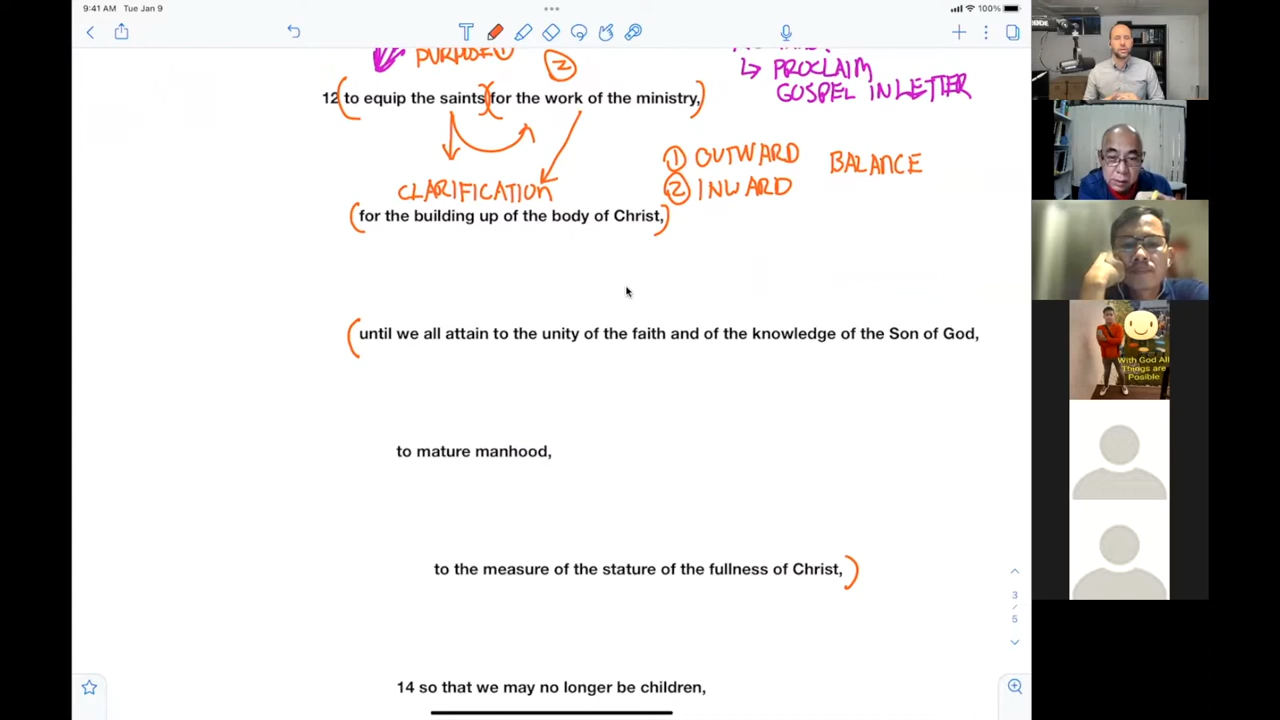 9:41 AM Tue Jan 9
100%
PURPOSE
2
PROCLAIM
GOSPEL IN LETTER
12 to equip the saints for the work of the ministry,
1 OUTWARD BALANCE
2 INWARD
CLARIFICATION
for the building up of the body of Christ,
until we all attain to the unity of the faith and of the knowledge of the Son of God,
to mature manhood,
to the measure of the stature of the fullness of Christ,
14 so that we may no longer be children,
3
/
5
With God All
Things are
Posible